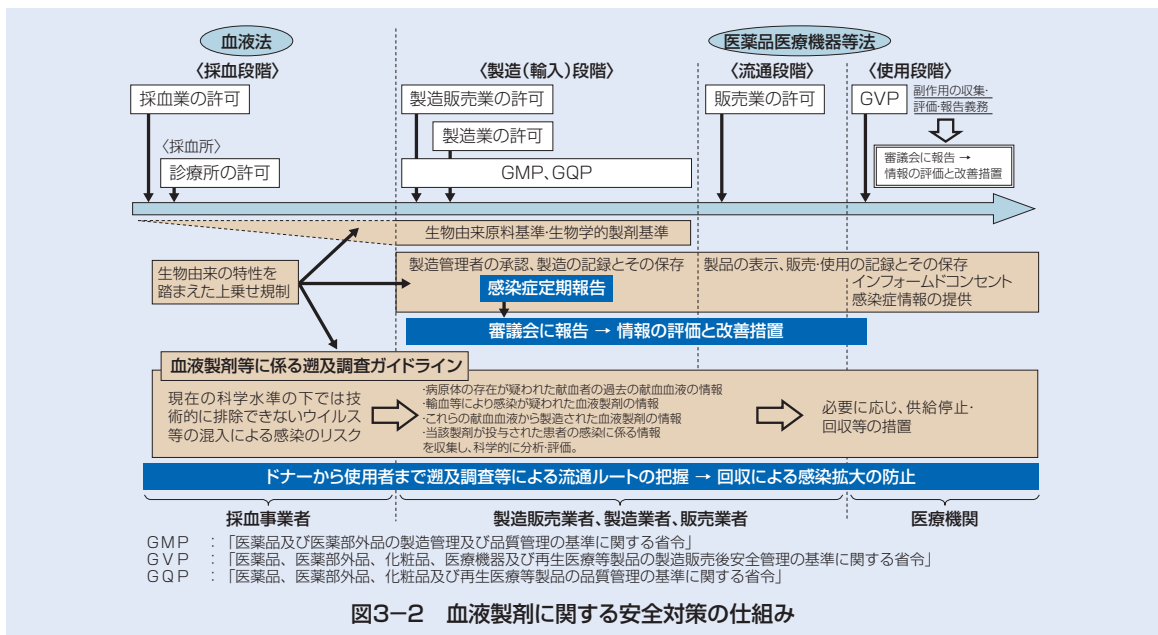 血液法
医薬品医療機器等法
〈採血段階〉
〈製造(輸入)段階〉
〈流通段階〉
〈使用段階〉
採血業の許可
製造販売業の許可
販売業の許可
GVP
副作用の収集・
評価・報告義務
製造業の許可
〈採血所〉
診療所の許可
GMP、GQP
審議会に報告 →
情報の評価と改善措置
生物由来原料基準・生物学的製剤基準
生物由来の特性を
踏まえた上乗せ規制
製造管理者の承認、製造の記録とその保存
製品の表示、販売・使用の記録とその保存
インフォームドコンセント
感染症情報の提供
感染症定期報告
審議会に報告 → 情報の評価と改善措置
血液製剤等に係る遡及調査ガイドライン
現在の科学水準の下では技
術的に排除できないウイルス
等の混入による感染のリスク
・病原体の存在が疑われた献血者の過去の献血血液の情報
・輸血等により感染が疑われた血液製剤の情報
・これらの献血血液から製造された血液製剤の情報
・当該製剤が投与された患者の感染に係る情報
を収集し、科学的に分析・評価。
必要に応じ、供給停止・
回収等の措置
ドナーから使用者まで遡及調査等による流通ルートの把握 → 回収による感染拡大の防止
採血事業者
製造販売業者、製造業者、販売業者
医療機関
GMP :「医薬品及び医薬部外品の製造管理及び品質管理の基準に関する省令」
GVP :「医薬品、医薬部外品、化粧品、医療機器及び再生医療等製品の製造販売後安全管理の基準に関する省令」
GQP :「医薬品、医薬部外品、化粧品及び再生医療等製品の品質管理の基準に関する省令」
図3−2 血液製剤に関する安全対策の仕組み